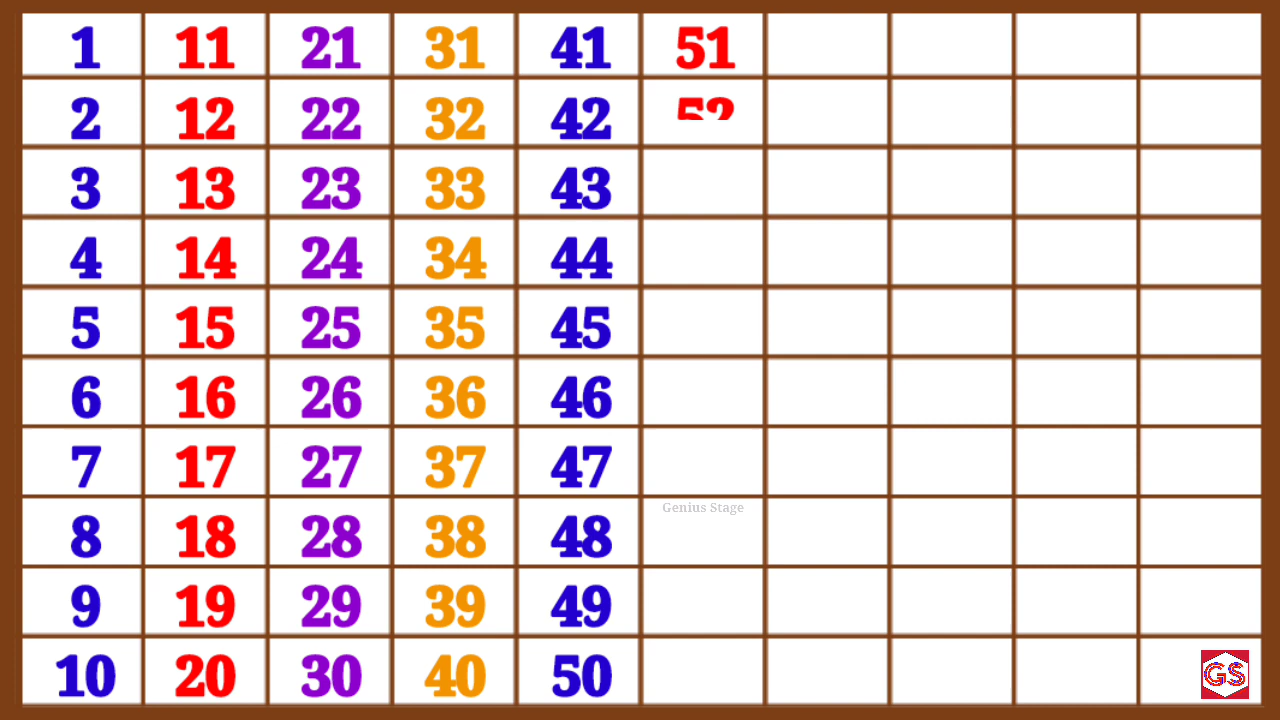 1 11 21 31 41 51
2 12 22 32 42 52
3 13 23 33 43
4 14 24 34 44
5 15 25 35 45
6 16 26 36 46
7 17 27 37 47
Genius Stage
8 18 28 38 48
9 19 29 39 49
10 20 30 40 50
GS